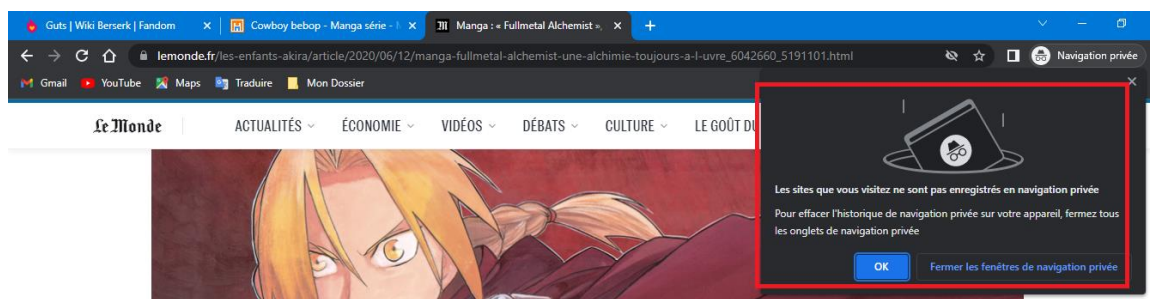 Guts | Wiki Berserk | Fandom
Cowboy bebop - Manga série -
Manga : « Fullmetal Alchemist »,
lemonde.fr/les-enfants-akira/article/2020/06/12/manga-fullmetal-alchemist-une-alchimie-toujours-a-l-uvre_6042660_5191101.html
Navigation privée
Gmail YouTube Maps Traduire Mon Dossier
Le Monde ACTUALITÉS ÉCONOMIE VIDÉOS DÉBATS CULTURE LE GOÛT DU
Les sites que vous visitez ne sont pas enregistrés en navigation privée
Pour effacer l'historique de navigation privée sur votre appareil, fermez tous
les onglets de navigation privée
OK Fermer les fenêtres de navigation privée